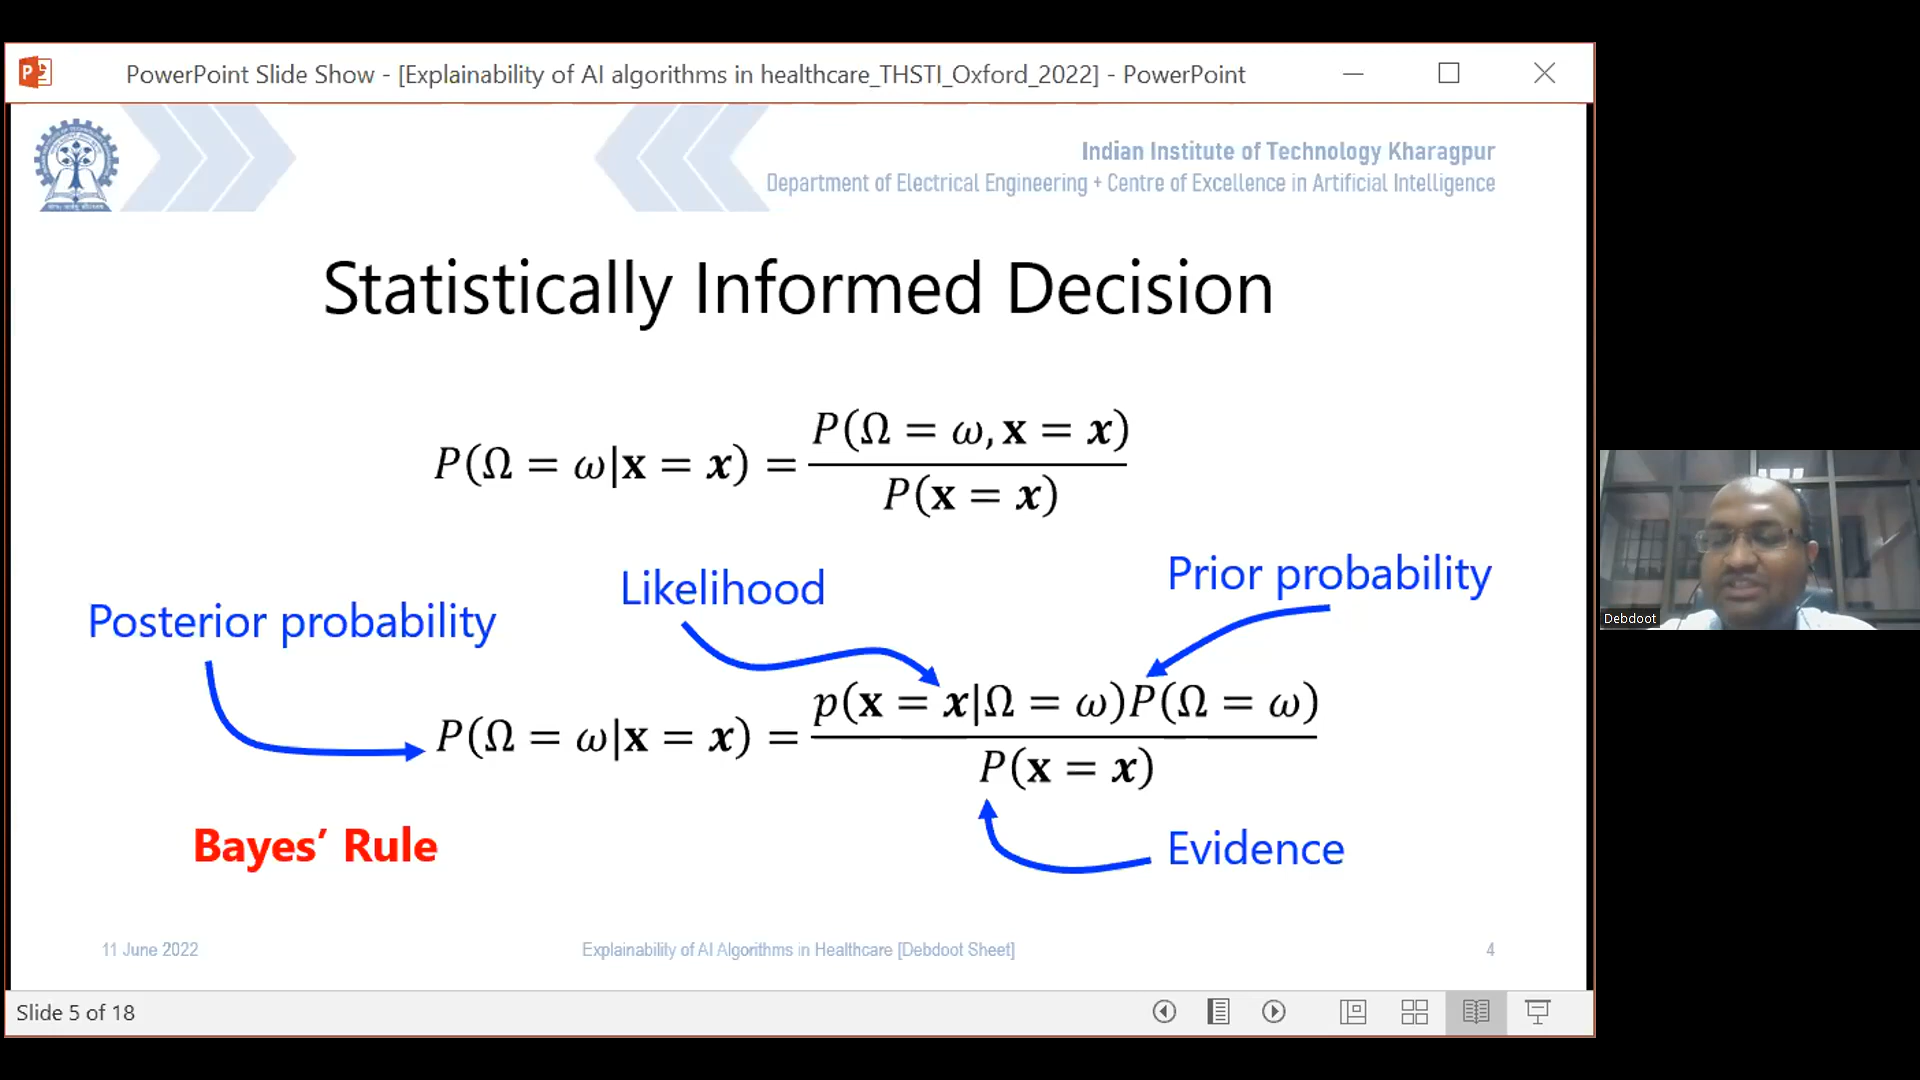 PowerPoint Slide Show - [Explainability of AI algorithms in healthcare_THSTI_Oxford_2022] - PowerPoint
Indian Institute of Technology Kharagpur
Department of Electrical Engineering + Centre of Excellence in Artificial Intelligence
Statistically Informed Decision
P(Ω = ω|x = x) = P(Ω = ω, x = x) / P(x = x)
Likelihood
Prior probability
Posterior probability
P(Ω = ω|x = x) = p(x = x|Ω = ω)P(Ω = ω) / P(x = x)
Bayes’ Rule
Evidence
11 June 2022
Explainability of AI Algorithms in Healthcare [Debdoot Sheet]
4
Slide 5 of 18
Debdoot